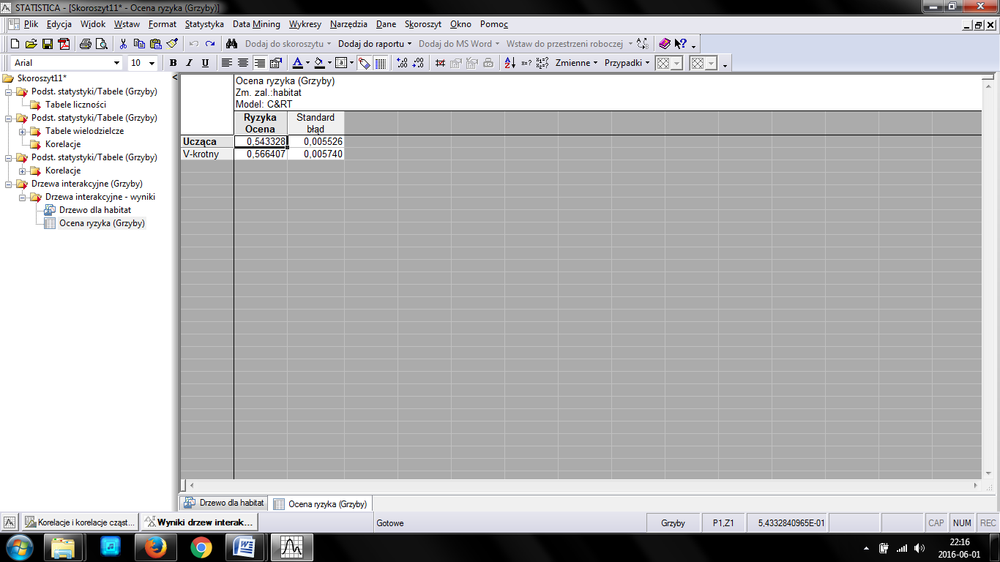 STATISTICA - [Skoroszyt11* - Ocena ryzyka (Grzyby)]
Plik Edycja Widok Wstaw Format Statystyka Data Mining Wykresy Narzędzia Dane Skoroszyt Okno Pomoc
Dodaj do skoroszytu Dodaj do raportu Dodaj do MS Word Wstaw do przestrzeni roboczej
Arial 10 B I U Zmienne Przypadki
Skoroszyt11*
Podst. statystyki/Tabele (Grzyby)
Tabele liczności
Podst. statystyki/Tabele (Grzyby)
Tabele wielodzielcze
Korelacje
Podst. statystyki/Tabele (Grzyby)
Korelacje
Drzewa interakcyjne (Grzyby)
Drzewa interakcyjne - wyniki
Drzewo dla habitat
Ocena ryzyka (Grzyby)
Ocena ryzyka (Grzyby)
Zm. zal.:habitat
Model: C&RT
Ryzyka Standard
Ocena błąd
Ucząca 0,543328 0,005526
V-krotny 0,566407 0,005740
Drzewo dla habitat Ocena ryzyka (Grzyby)
Korelacje i korelacje cząst... Wyniki drzew interak... Gotowe Grzyby P1,Z1 5,4332840965E-01 CAP NUM REC
22:16
2016-06-01